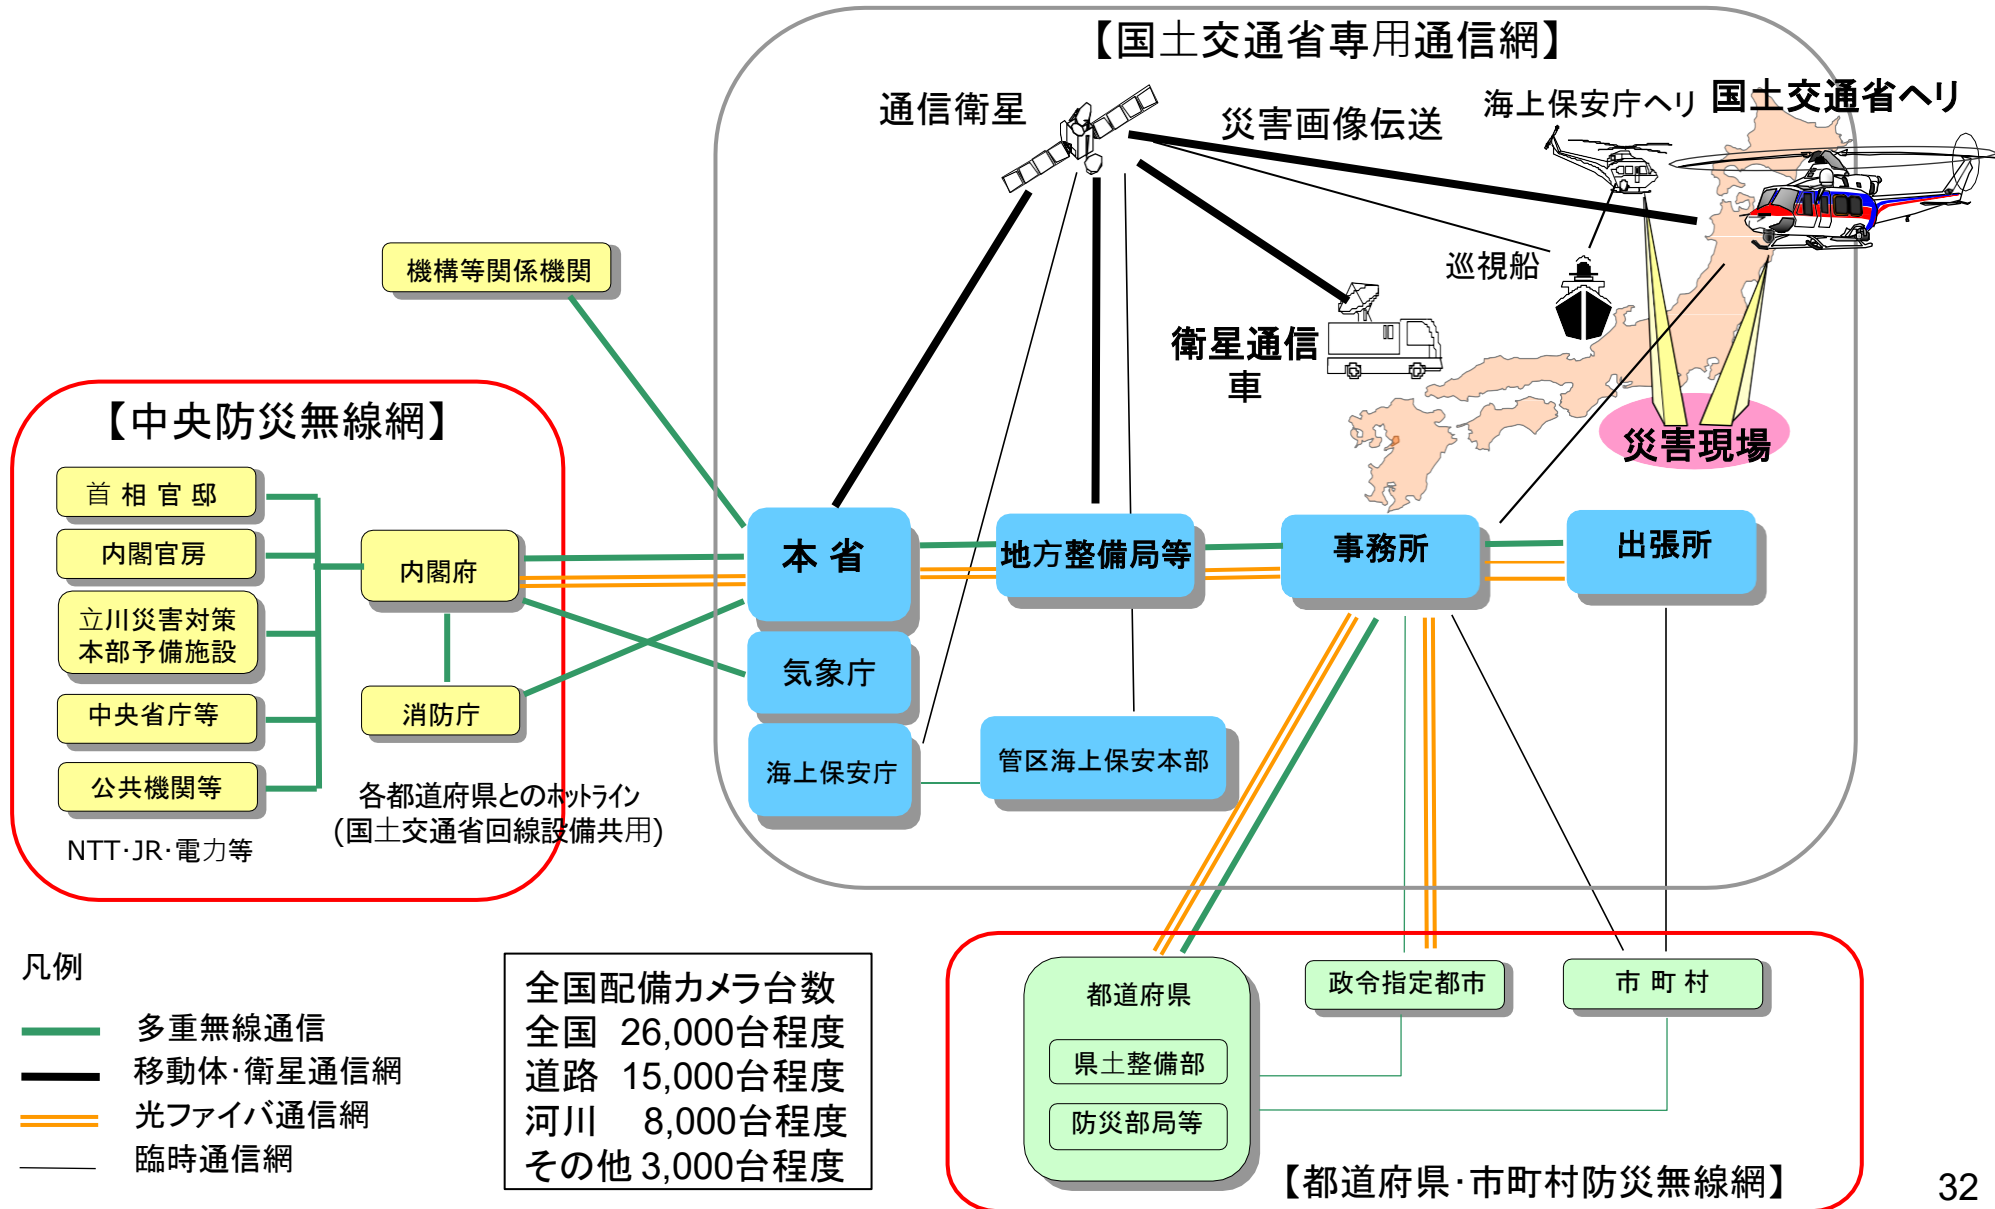 【国土交通省専用通信網】
通信衛星
災害画像伝送
海上保安庁ヘリ
国土交通省ヘリ
巡視船
衛星通信
車
災害現場
機構等関係機関
【中央防災無線網】
首相官邸
内閣官房
立川災害対策
本部予備施設
中央省庁等
公共機関等
NTT・JR・電力等
内閣府
消防庁
各都道府県とのホットライン
(国土交通省回線設備共用)
本省
地方整備局等
事務所
出張所
気象庁
海上保安庁
管区海上保安本部
凡例
多重無線通信
移動体・衛星通信網
光ファイバ通信網
臨時通信網
全国配備カメラ台数
全国 26,000台程度
道路 15,000台程度
河川 8,000台程度
その他 3,000台程度
都道府県
県土整備部
防災部局等
政令指定都市
市町村
【都道府県・市町村防災無線網】
32